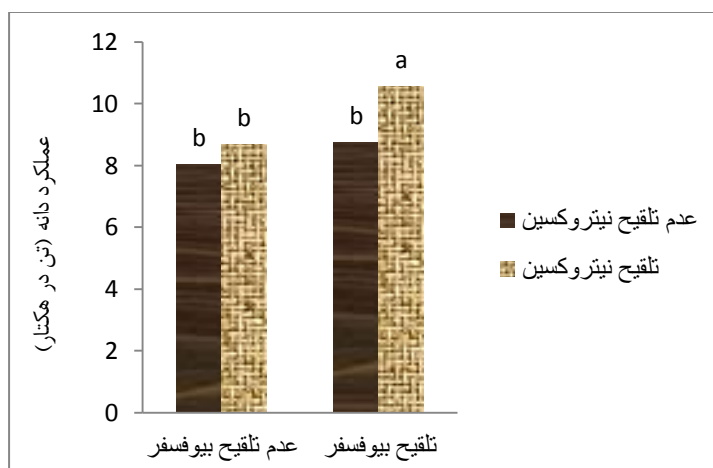 عملکرد دانه (تن در هکتار)
12
10
8
6
4
2
0
b
b
b
a
عدم تلقیح بیوفسفر
تلقیح بیوفسفر
عدم تلقیح نیتروکسین
تلقیح نیتروکسین